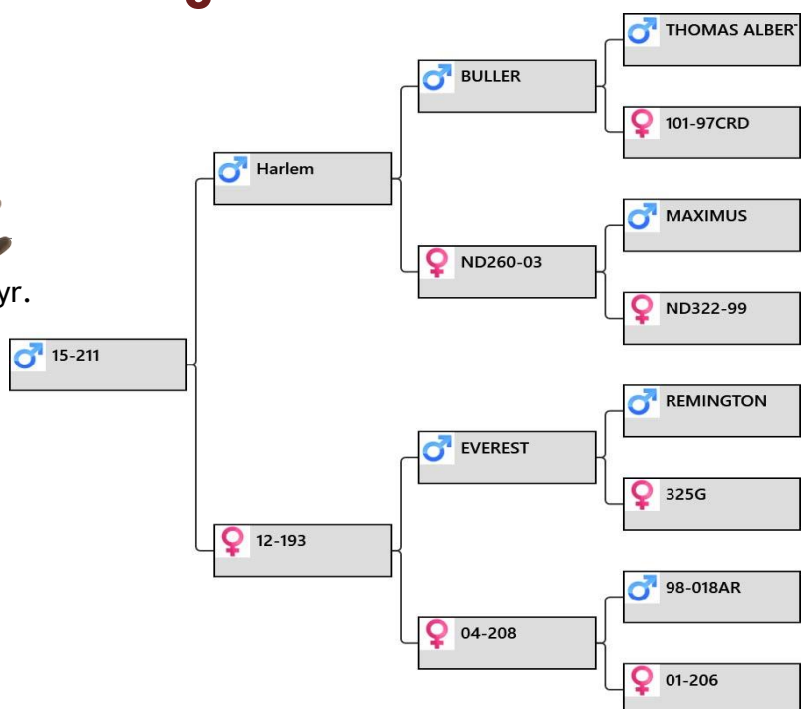 THOMAS ALBERT
BULLER
101-97CRD
Harlem
MAXIMUS
ND260-03
ND322-99
yr.
15-211
REMINGTON
EVEREST
325G
12-193
98-018AR
04-208
01-206